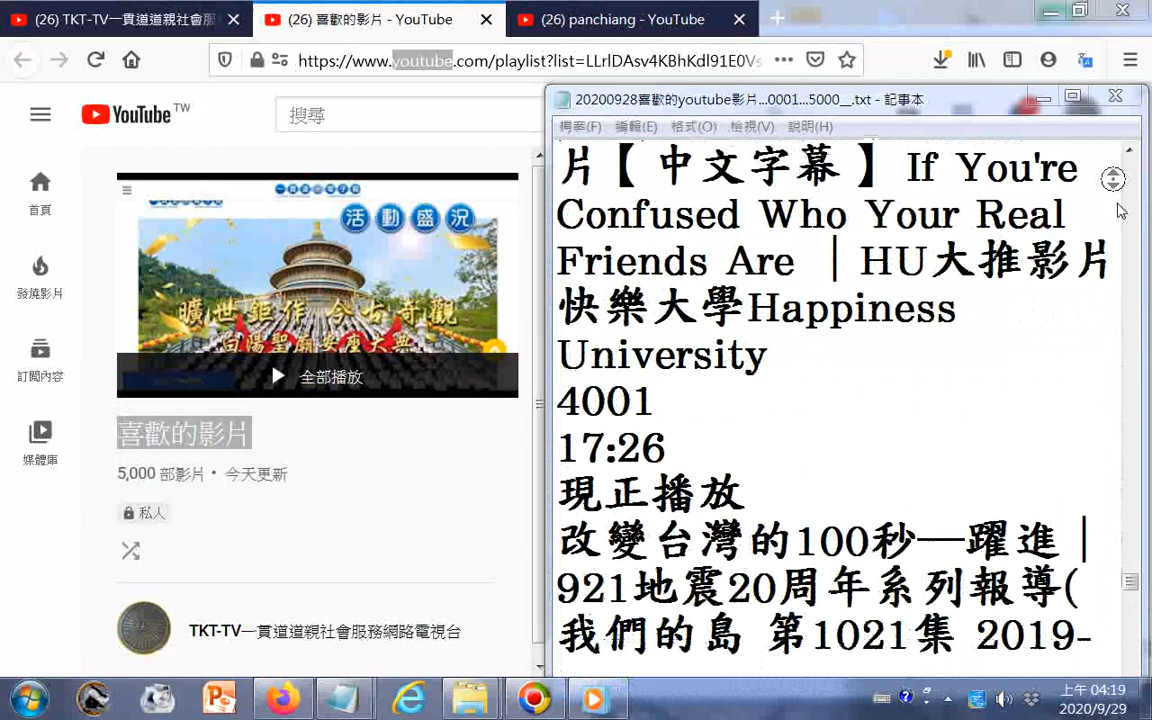 (26) TKT-TV一貫道道親社會服
(26) 喜歡的影片 - YouTube
(26) panchiang - YouTube
https://www.youtube.com/playlist?list=LLrlDAsv4KBhKdl91E0Vs
YouTube TW
搜尋
20200928喜歡的youtube影片...0001...5000__.txt - 記事本
檔案(F) 編輯(E) 格式(O) 檢視(V) 說明(H)
首頁
發燒影片
訂閱內容
媒體庫
活動盛況
曠世鉅作 今古奇觀
全部播放
喜歡的影片
5,000 部影片 • 今天更新
私人
TKT-TV一貫道道親社會服務網路電視台
片【 中文字幕 】If You're
Confused Who Your Real
Friends Are │HU大推影片
快樂大學Happiness
University
4001
17:26
現正播放
改變台灣的100秒—躍進│
921地震20周年系列報導(
我們的島 第1021集 2019-
上午 04:19
2020/9/29